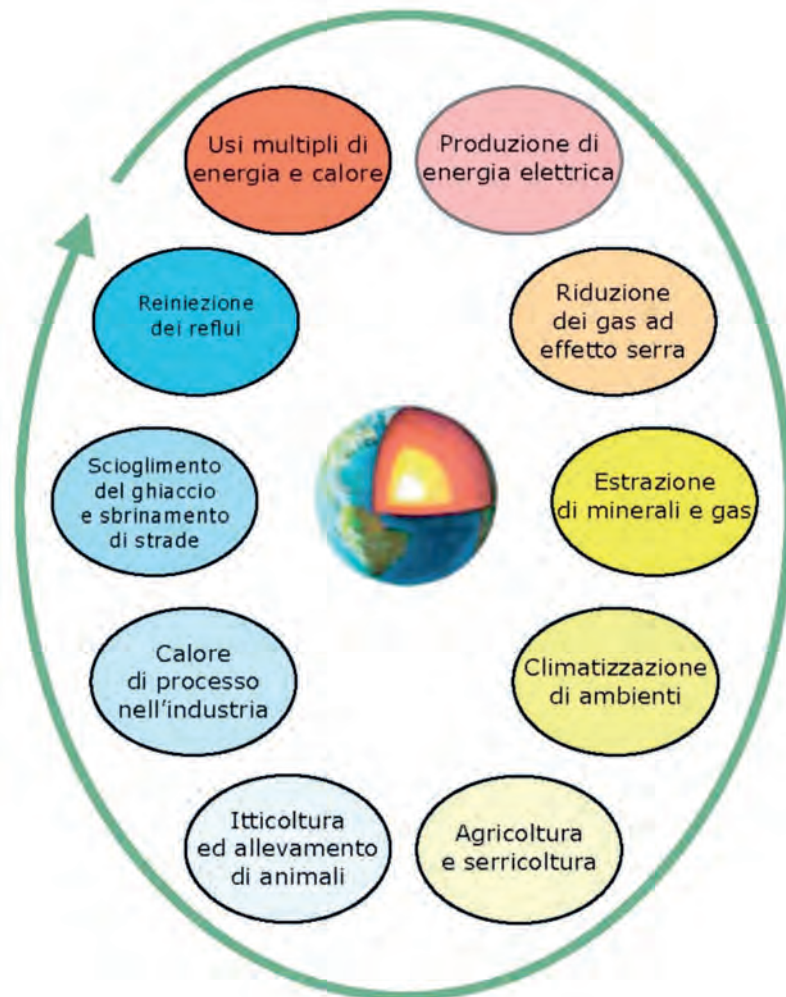 Usi multipli di
energia e calore
Produzione di
energia elettrica
Riduzione
dei gas ad
effetto serra
Estrazione
di minerali e gas
Climatizzazione
di ambienti
Agricoltura
e serricoltura
Itticoltura
ed allevamento
di animali
Calore
di processo
nell'industria
Scioglimento
del ghiaccio
e sbrinamento
di strade
Reiniezione
dei reflui